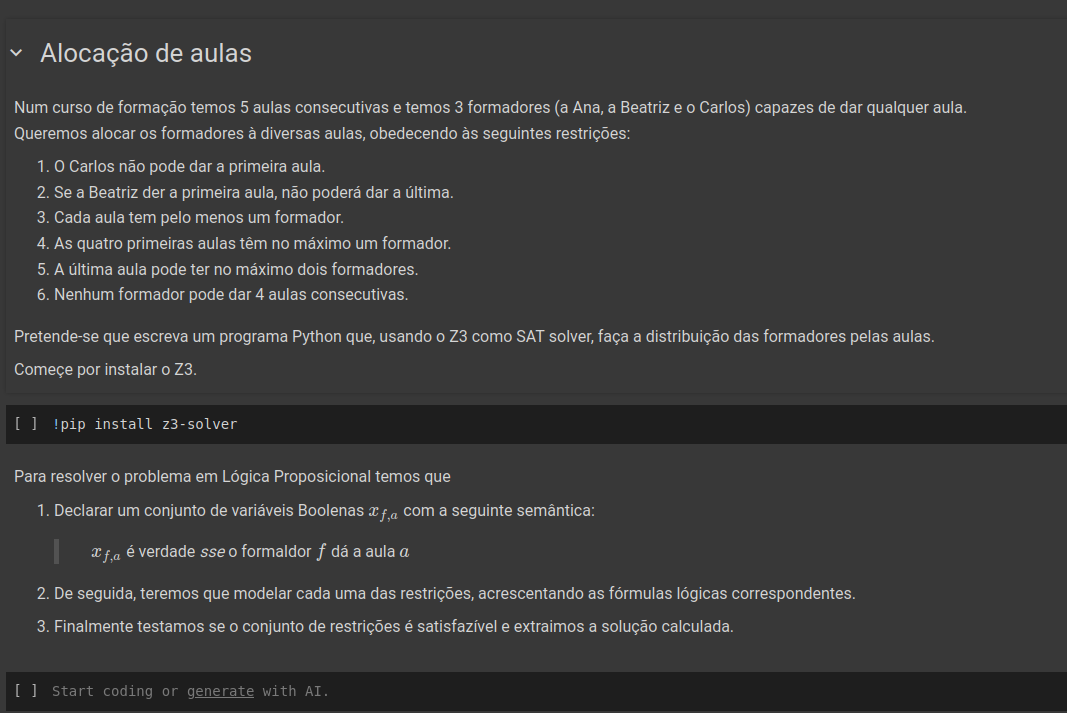 Alocação de aulas
Num curso de formação temos 5 aulas consecutivas e temos 3 formadores (a Ana, a Beatriz e o Carlos) capazes de dar qualquer aula.
Queremos alocar os formadores à diversas aulas, obedecendo às seguintes restrições:
1. O Carlos não pode dar a primeira aula.
2. Se a Beatriz der a primeira aula, não poderá dar a última.
3. Cada aula tem pelo menos um formador.
4. As quatro primeiras aulas têm no máximo um formador.
5. A última aula pode ter no máximo dois formadores.
6. Nenhum formador pode dar 4 aulas consecutivas.
Pretende-se que escreva um programa Python que, usando o Z3 como SAT solver, faça a distribuição das formadores pelas aulas.
Começe por instalar o Z3.
[ ] !pip install z3-solver
Para resolver o problema em Lógica Proposicional temos que
1. Declarar um conjunto de variáveis Boolenas x_{f,a} com a seguinte semântica:
x_{f,a} é verdade sse o formaldor f dá a aula a
2. De seguida, teremos que modelar cada uma das restrições, acrescentando as fórmulas lógicas correspondentes.
3. Finalmente testamos se o conjunto de restrições é satisfazível e extraimos a solução calculada.
[ ] Start coding or generate with AI.